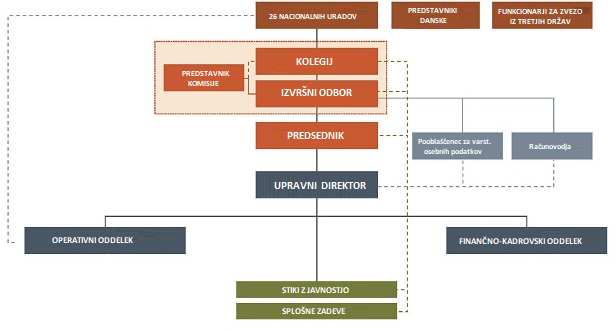 26 NACIONALNIH URADOV
PREDSTAVNIKI
DANSKE
FUNKCIONARJI ZA ZVEZO
IZ TRETJIH DRŽAV
KOLEGIJ
PREDSTAVNIK
KOMISIJE
IZVRŠNI ODBOR
PREDSEDNIK
Pooblaščenec za varst.
osebnih podatkov
Računovodja
UPRAVNI DIREKTOR
OPERATIVNI ODDELEK
FINANČNO-KADROVSKI ODDELEK
STIKI Z JAVNOSTJO
SPLOŠNE ZADEVE